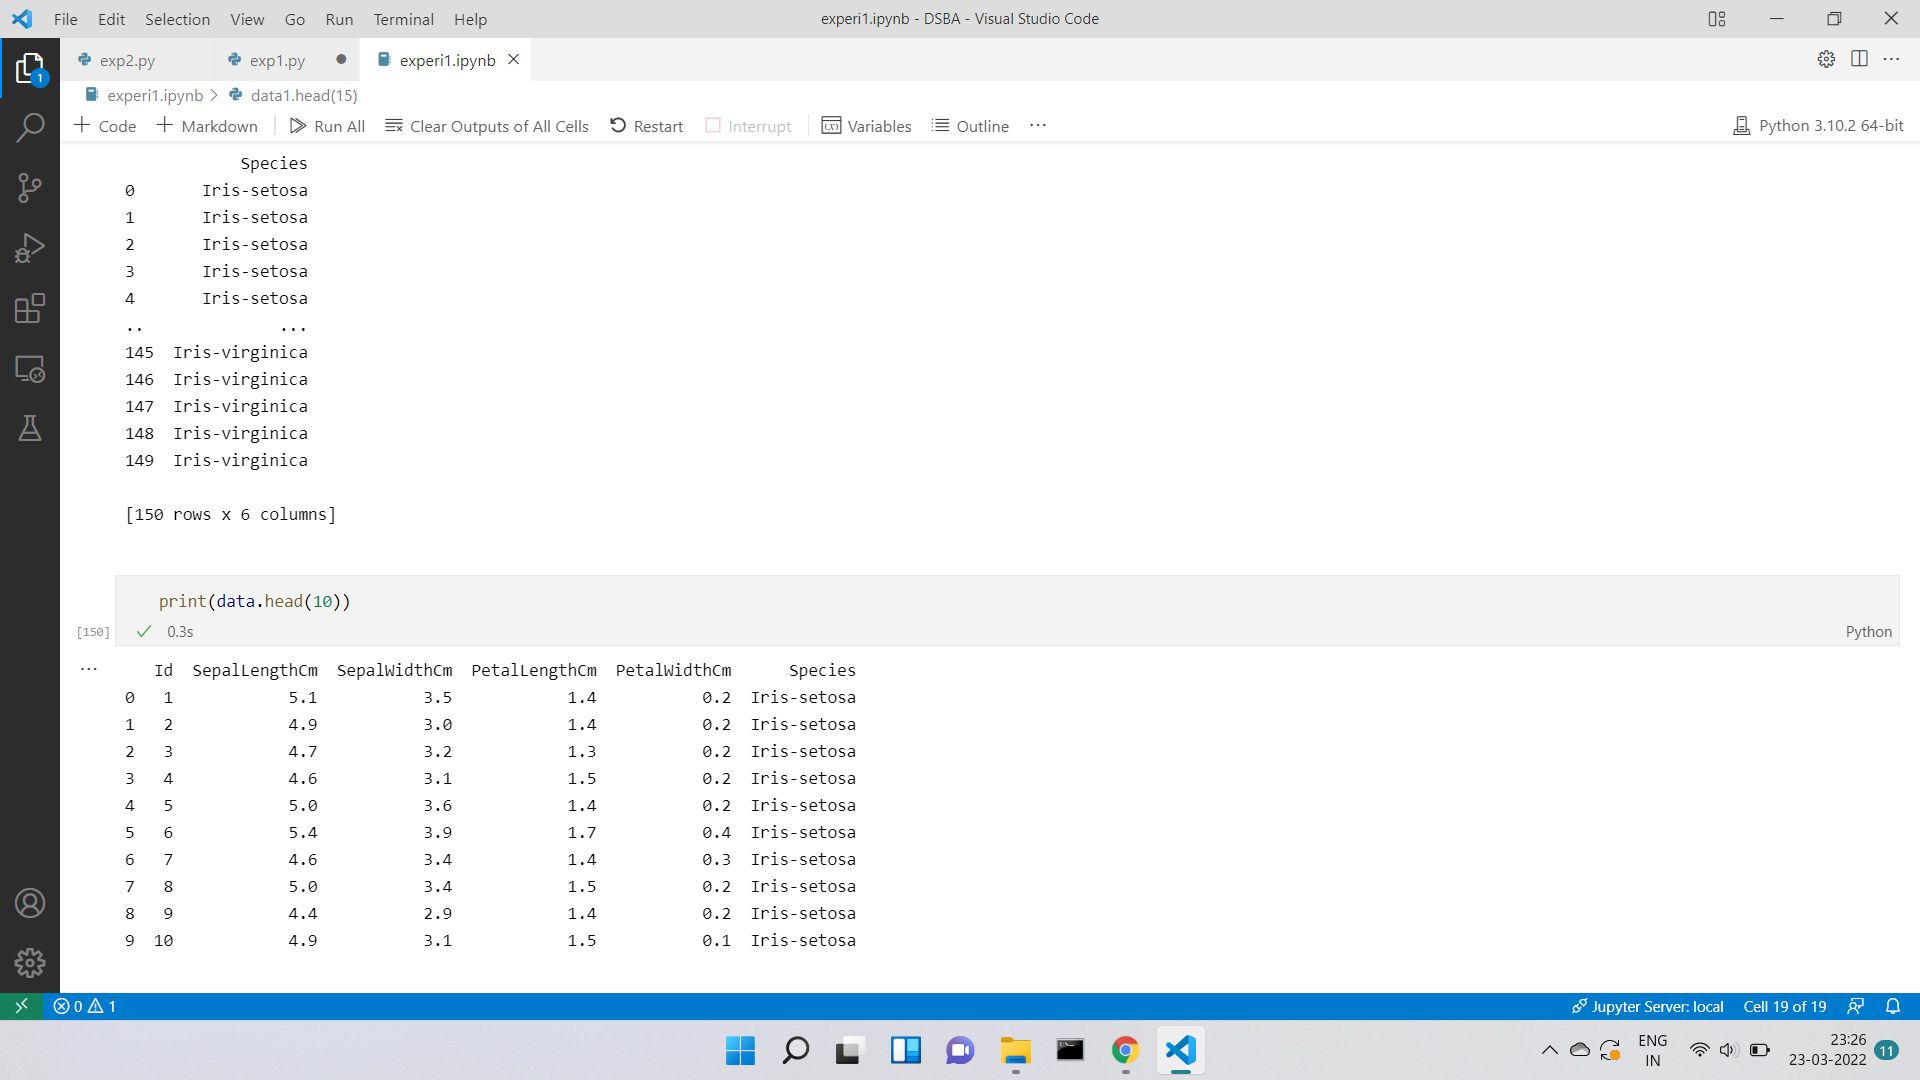 File Edit Selection View Go Run Terminal Help experi1.ipynb - DSBA - Visual Studio Code
exp2.py exp1.py experi1.ipynb
experi1.ipynb > data1.head(15)
+ Code + Markdown Run All Clear Outputs of All Cells Restart Interrupt Variables Outline ... Python 3.10.2 64-bit
Species
0 Iris-setosa
1 Iris-setosa
2 Iris-setosa
3 Iris-setosa
4 Iris-setosa
.. ...
145 Iris-virginica
146 Iris-virginica
147 Iris-virginica
148 Iris-virginica
149 Iris-virginica
[150 rows x 6 columns]
print(data.head(10))
[150] 0.3s Python
... Id SepalLengthCm SepalWidthCm PetalLengthCm PetalWidthCm Species
0 1 5.1 3.5 1.4 0.2 Iris-setosa
1 2 4.9 3.0 1.4 0.2 Iris-setosa
2 3 4.7 3.2 1.3 0.2 Iris-setosa
3 4 4.6 3.1 1.5 0.2 Iris-setosa
4 5 5.0 3.6 1.4 0.2 Iris-setosa
5 6 5.4 3.9 1.7 0.4 Iris-setosa
6 7 4.6 3.4 1.4 0.3 Iris-setosa
7 8 5.0 3.4 1.5 0.2 Iris-setosa
8 9 4.4 2.9 1.4 0.2 Iris-setosa
9 10 4.9 3.1 1.5 0.1 Iris-setosa
1
0 1 Jupyter Server: local Cell 19 of 19
ENG 23:26
IN 23-03-2022 11